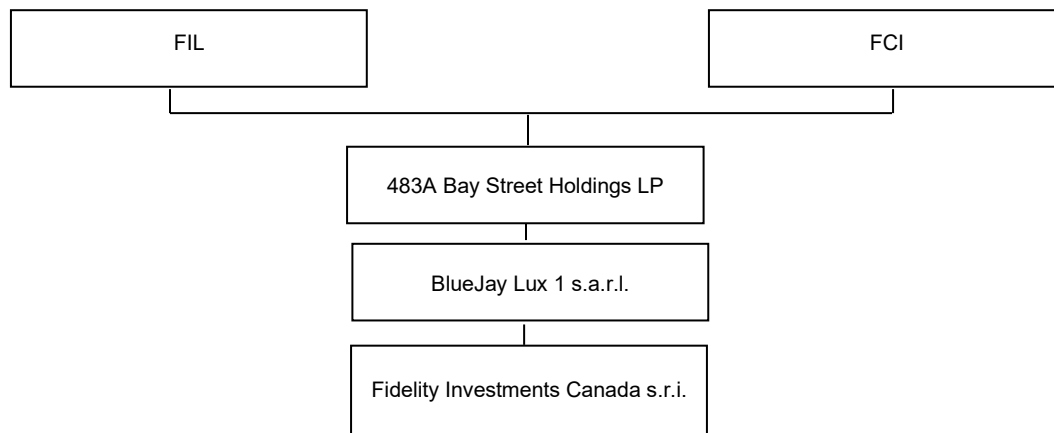 FIL
FCI
483A Bay Street Holdings LP
BlueJay Lux 1 s.a.r.l.
Fidelity Investments Canada s.r.i.